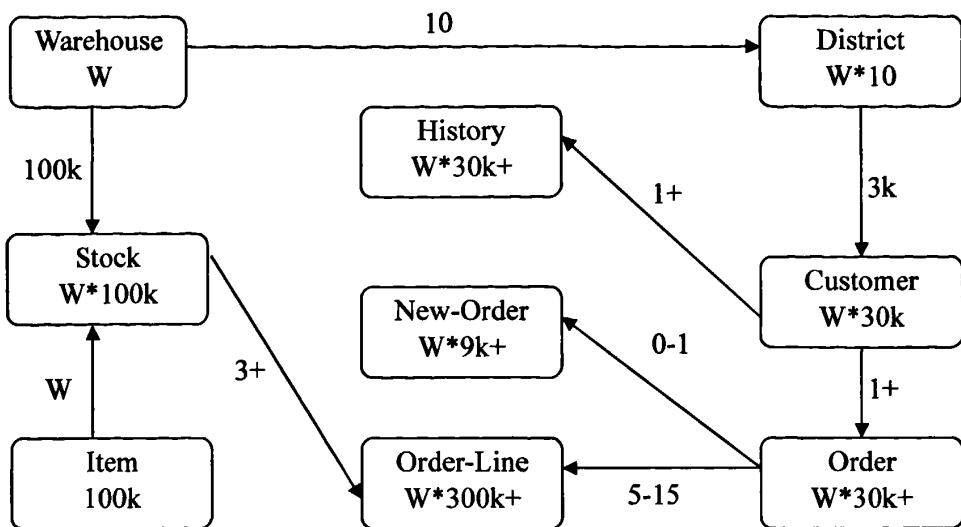 Warehouse
W
10
District
W*10
History
W*30k+
100k
1+
3k
Stock
W*100k
Customer
W*30k
New-Order
W*9k+
0-1
3+
W
1+
Item
100k
Order-Line
W*300k+
5-15
Order
W*30k+